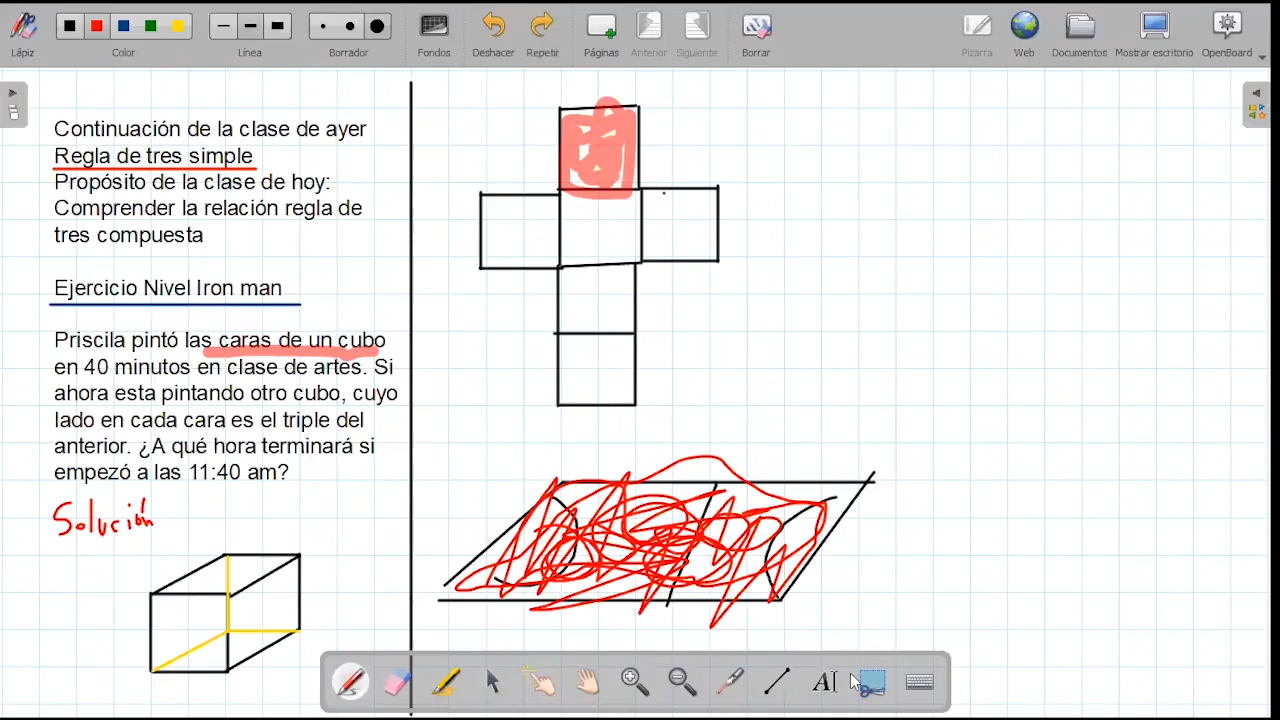 Lápiz
Color
Línea
Borrador
Fondos
Deshacer
Repetir
Páginas
Anterior
Siguiente
Borrar
Pizarra
Web
Documentos
Mostrar escritorio
OpenBoard
Continuación de la clase de ayer
Regla de tres simple
Propósito de la clase de hoy:
Comprender la relación regla de
tres compuesta
Ejercicio Nivel Iron man
Priscila pintó las caras de un cubo
en 40 minutos en clase de artes. Si
ahora esta pintando otro cubo, cuyo
lado en cada cara es el triple del
anterior. ¿A qué hora terminará si
empezó a las 11:40 am?
Solución
AI